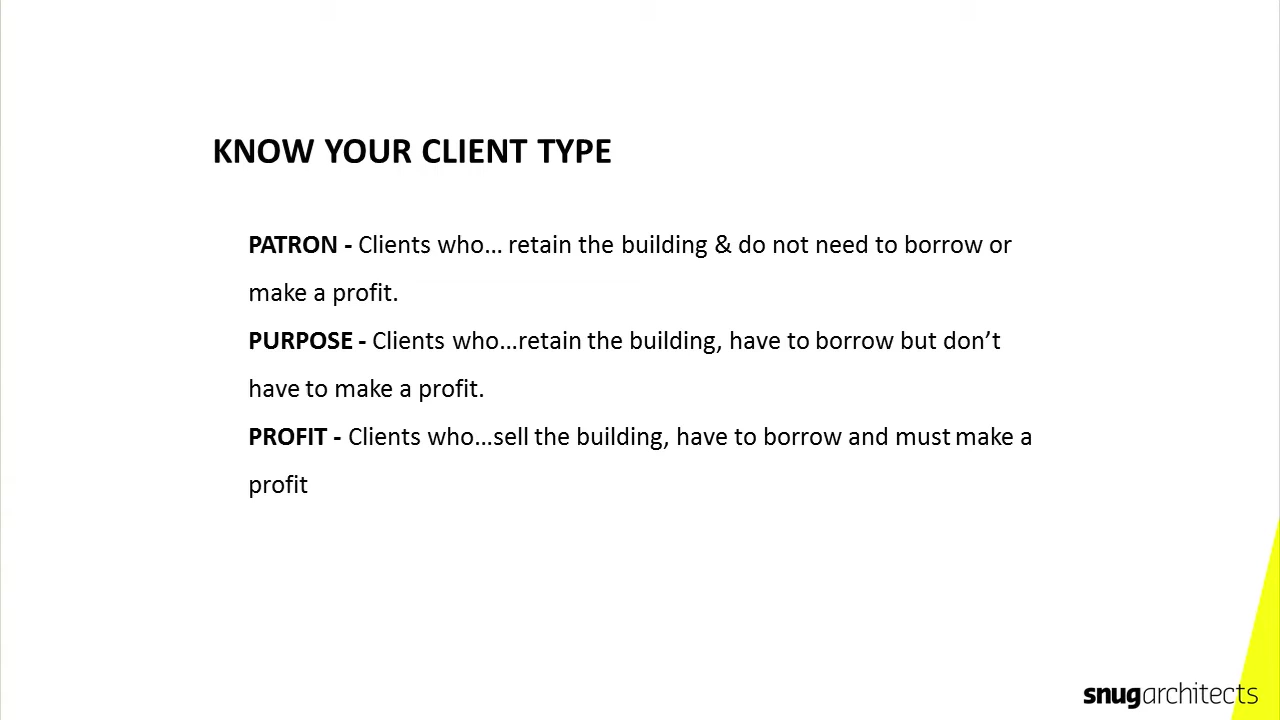 KNOW YOUR CLIENT TYPE
PATRON - Clients who... retain the building & do not need to borrow or
make a profit.
PURPOSE - Clients who...retain the building, have to borrow but don’t
have to make a profit.
PROFIT - Clients who...sell the building, have to borrow and must make a
profit
snugarchitects